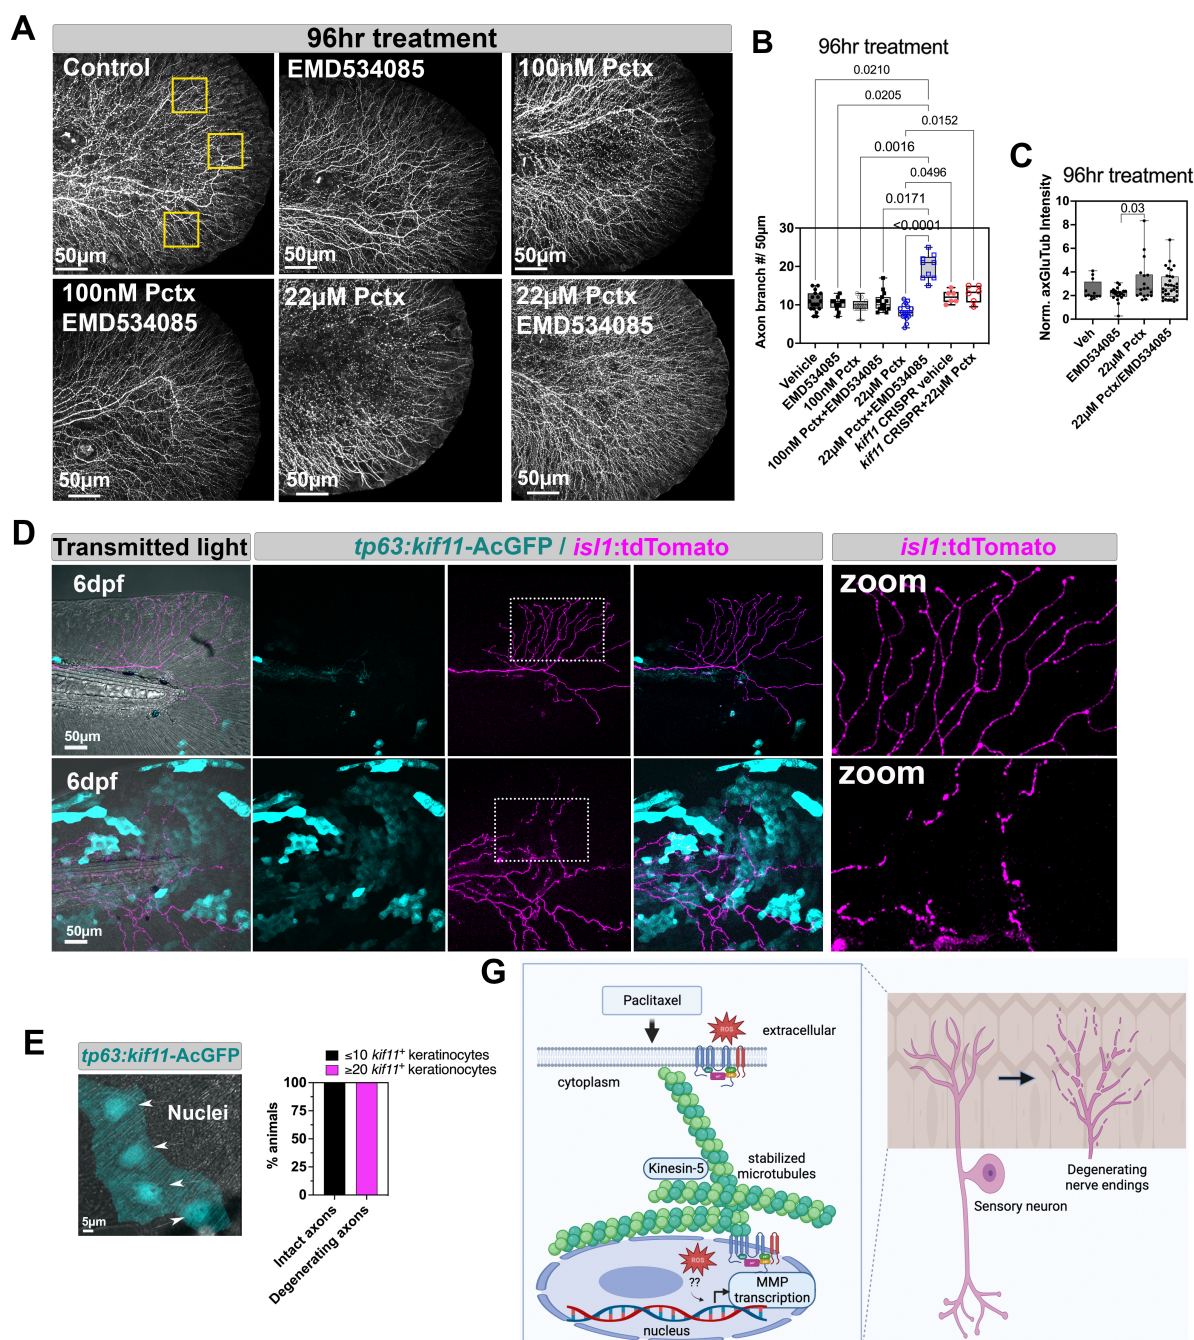 A
96hr treatment
Control
EMD534085
100nM Pctx
50µm
50µm
50µm
100nM Pctx
EMD534085
22µM Pctx
22µM Pctx
EMD534085
50µm
50µm
50µm
B
96hr treatment
0.0210
0.0205
0.0152
0.0016
0.0496
0.0171
<0.0001
Axon branch #/ 50µm
30
20
10
0
Vehicle
EMD534085
100nM Pctx
100nM Pctx+EMD534085
22µM Pctx
22µM Pctx+EMD534085
kif11 CRISPR vehicle
kif11 CRISPR+22µM Pctx
C
96hr treatment
Norm. axGluTub Intensity
10
8
6
4
2
0
0.03
Veh
EMD534085
22µM Pctx
22µM Pctx/EMD534085
D
Transmitted light
tp63:kif11-AcGFP / isl1:tdTomato
isl1:tdTomato
6dpf
50µm
zoom
6dpf
50µm
zoom
E
tp63:kif11-AcGFP
Nuclei
5µm
≤10 kif11+ keratinocytes
≥20 kif11+ kerationocytes
% animals
100
75
50
25
0
Intact axons
Degenerating axons
G
Paclitaxel
ROS
extracellular
cytoplasm
Kinesin-5
stabilized
microtubules
ROS
??
MMP
transcription
nucleus
Sensory neuron
Degenerating
nerve endings